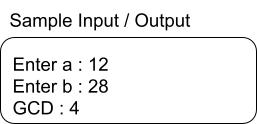 Sample Input / Output
Enter a : 12
Enter b : 28
GCD : 4